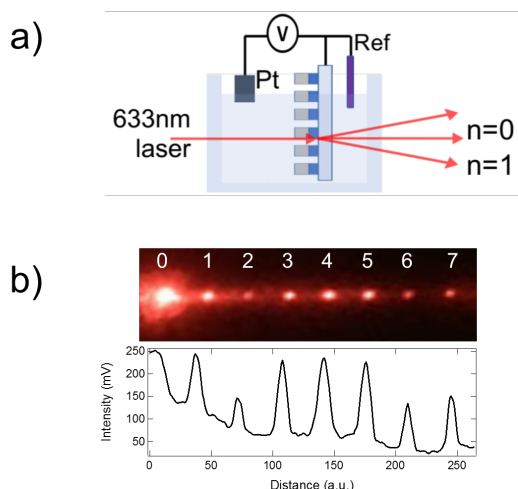 a)
V
Ref
Pt
633nm
laser
n=0
n=1
b)
0 1 2 3 4 5 6 7
Intensity (mV)
250
200
150
100
50
0 50 100 150 200 250
Distance (a.u.)